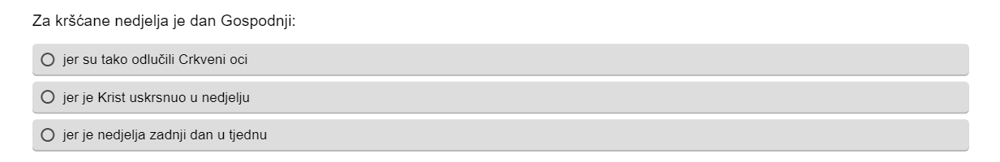 Za kršćane nedjelja je dan Gospodnji:
jer su tako odlučili Crkveni oci
jer je Krist uskrsnuo u nedjelju
jer je nedjelja zadnji dan u tjednu